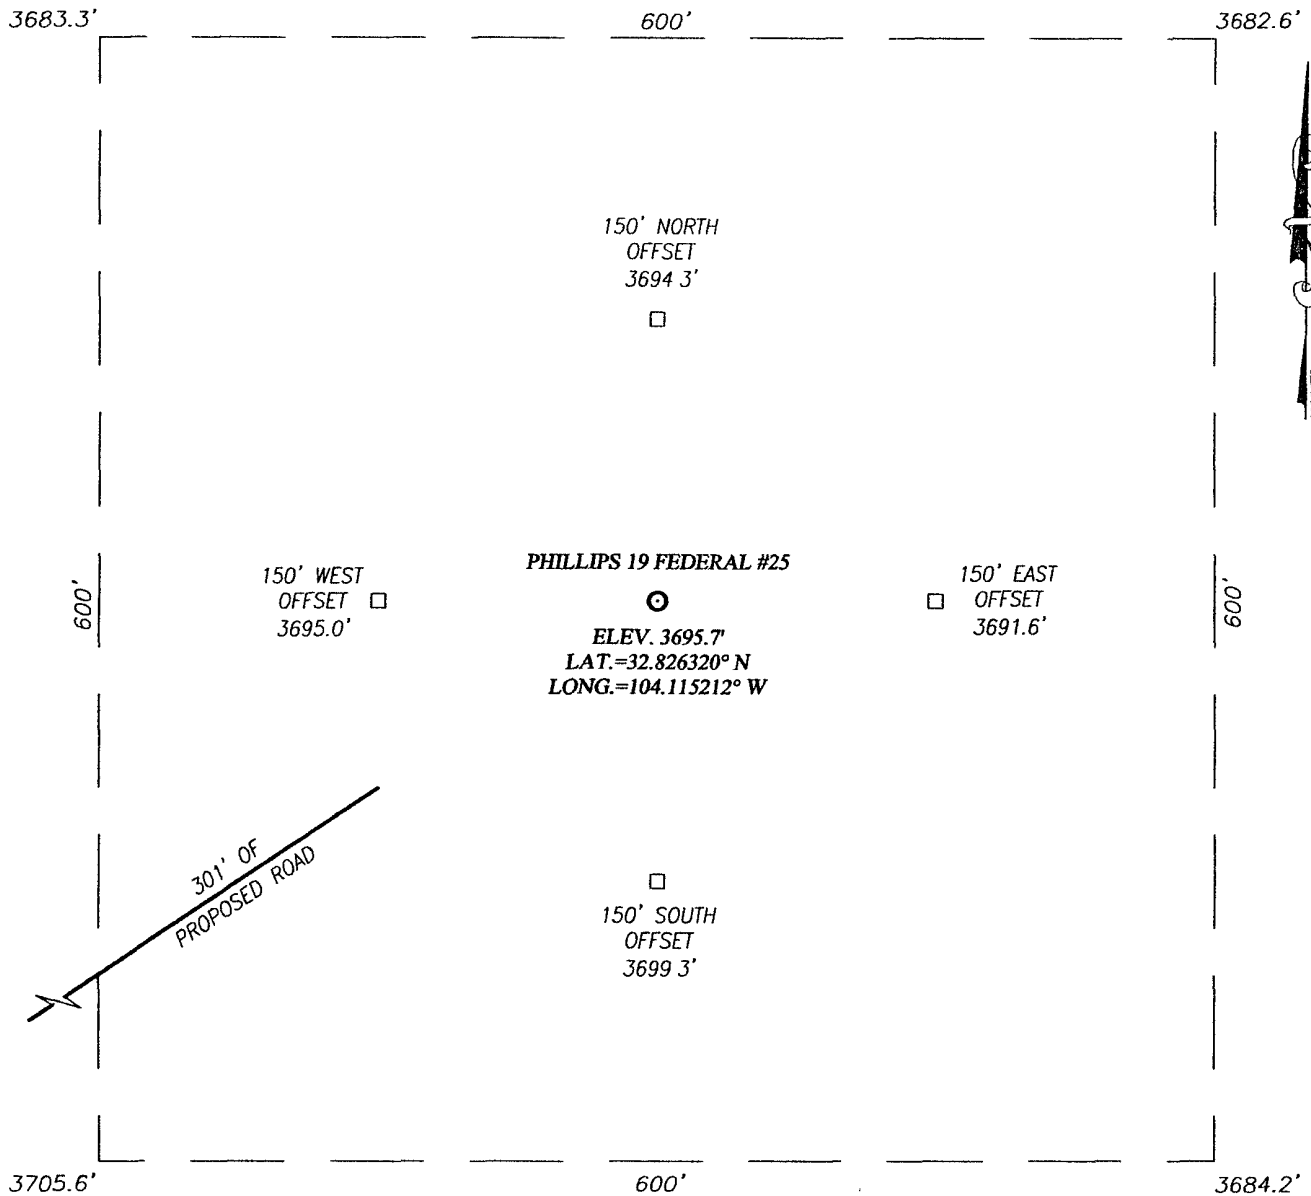 3683.3'
600'
3682.6'
150' NORTH
OFFSET
3694 3'
PHILLIPS 19 FEDERAL #25
150' WEST
OFFSET
3695.0'
150' EAST
OFFSET
3691.6'
600'
600'
ELEV. 3695.7'
LAT.=32.826320° N
LONG.=104.115212° W
301' OF
PROPOSED ROAD
150' SOUTH
OFFSET
3699 3'
3705.6'
600'
3684.2'